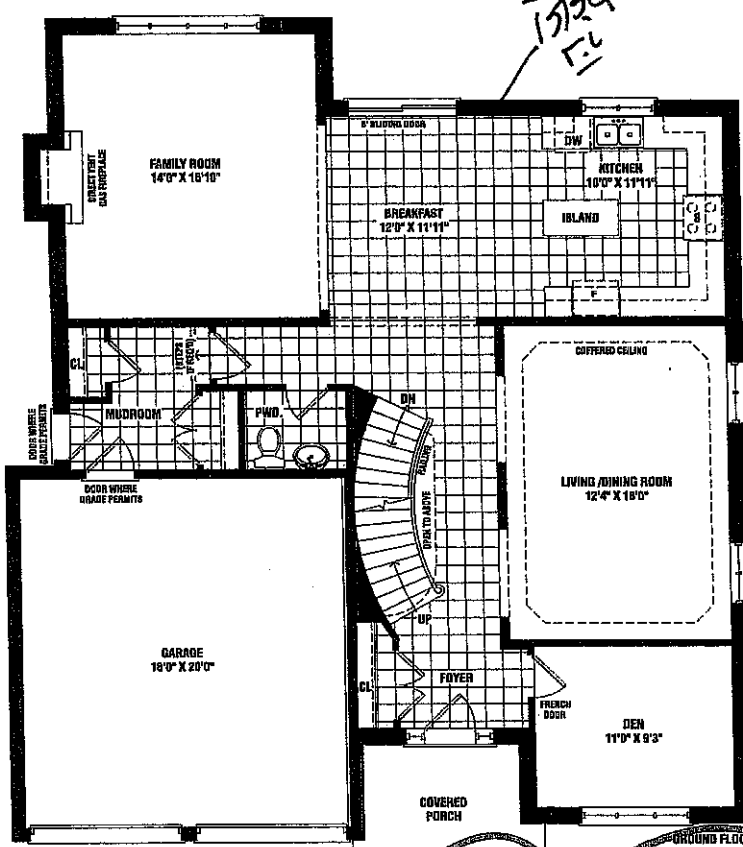 FAMILY ROOM
14'0" X 16'10"
DIRECT VENT
GAS FIREPLACE
DW
KITCHEN
10'0" X 11'11"
BREAKFAST
12'0" X 11'11"
ISLAND
F
CL
MUDROOM
PWD.
DN
RAILING
OPEN TO ABOVE
UP
COFFERED CEILING
LIVING /DINING ROOM
12'4" X 18'0"
DOOR WHERE
GRADE PERMITS
DOOR WHERE
GRADE PERMITS
GARAGE
18'0" X 20'0"
CL
FOYER
FRENCH
DOOR
DEN
11'0" X 9'3"
COVERED
PORCH
GROUND FLOO